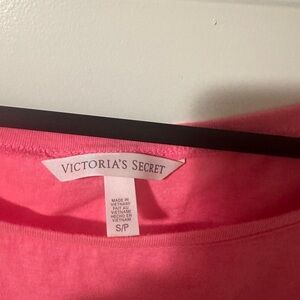 VICTORIA'S SECRET
MADE IN
VIETNAM
FAIT AU
VIETNAM
HECHO EN
VIETNAM
S/P